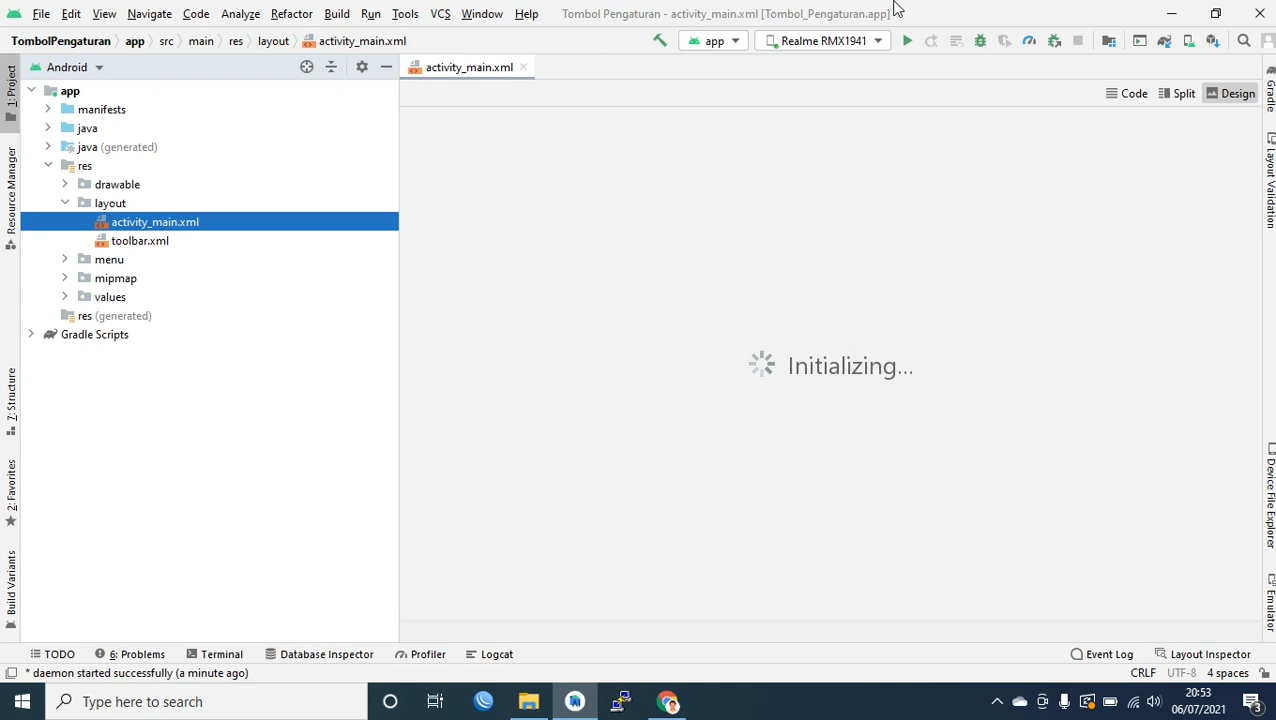 File Edit View Navigate Code Analyze Refactor Build Run Tools VCS Window Help Tombol Pengaturan - activity_main.xml [Tombol_Pengaturan.app]
TombolPengaturan app src main res layout activity_main.xml app Realme RMX1941
Android activity_main.xml
Code Split Design
app
manifests
java
java (generated)
res
drawable
layout
activity_main.xml
toolbar.xml
menu
mipmap
values
res (generated)
Gradle Scripts
Initializing...
1: Project
Resource Manager
7: Structure
2: Favorites
Build Variants
Gradle
Layout Validation
Device File Explorer
Emulator
TODO 6: Problems Terminal Database Inspector Profiler Logcat Event Log Layout Inspector
* daemon started successfully (a minute ago) CRLF UTF-8 4 spaces
Type here to search
20:53
06/07/2021
3